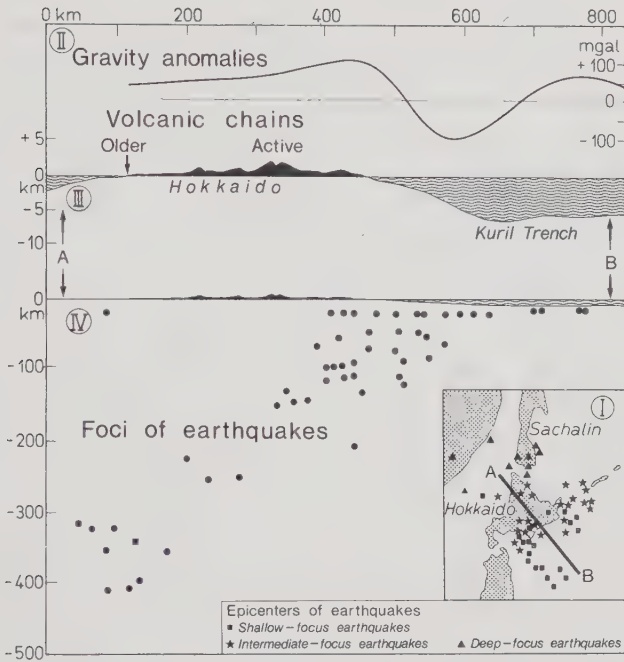 0 km 200 400 600 800
II
mgal
Gravity anomalies
+100
0
-100
Volcanic chains
+5
Older Active
0
km
Hokkaido
III
-5
Kuril Trench
-10
A
B
0
km
IV
-100
-200
-300
-400
-500
Foci of earthquakes
I
Sachalin
A
Hokkaido
B
Epicenters of earthquakes
Shallow-focus earthquakes
Intermediate-focus earthquakes Deep-focus earthquakes